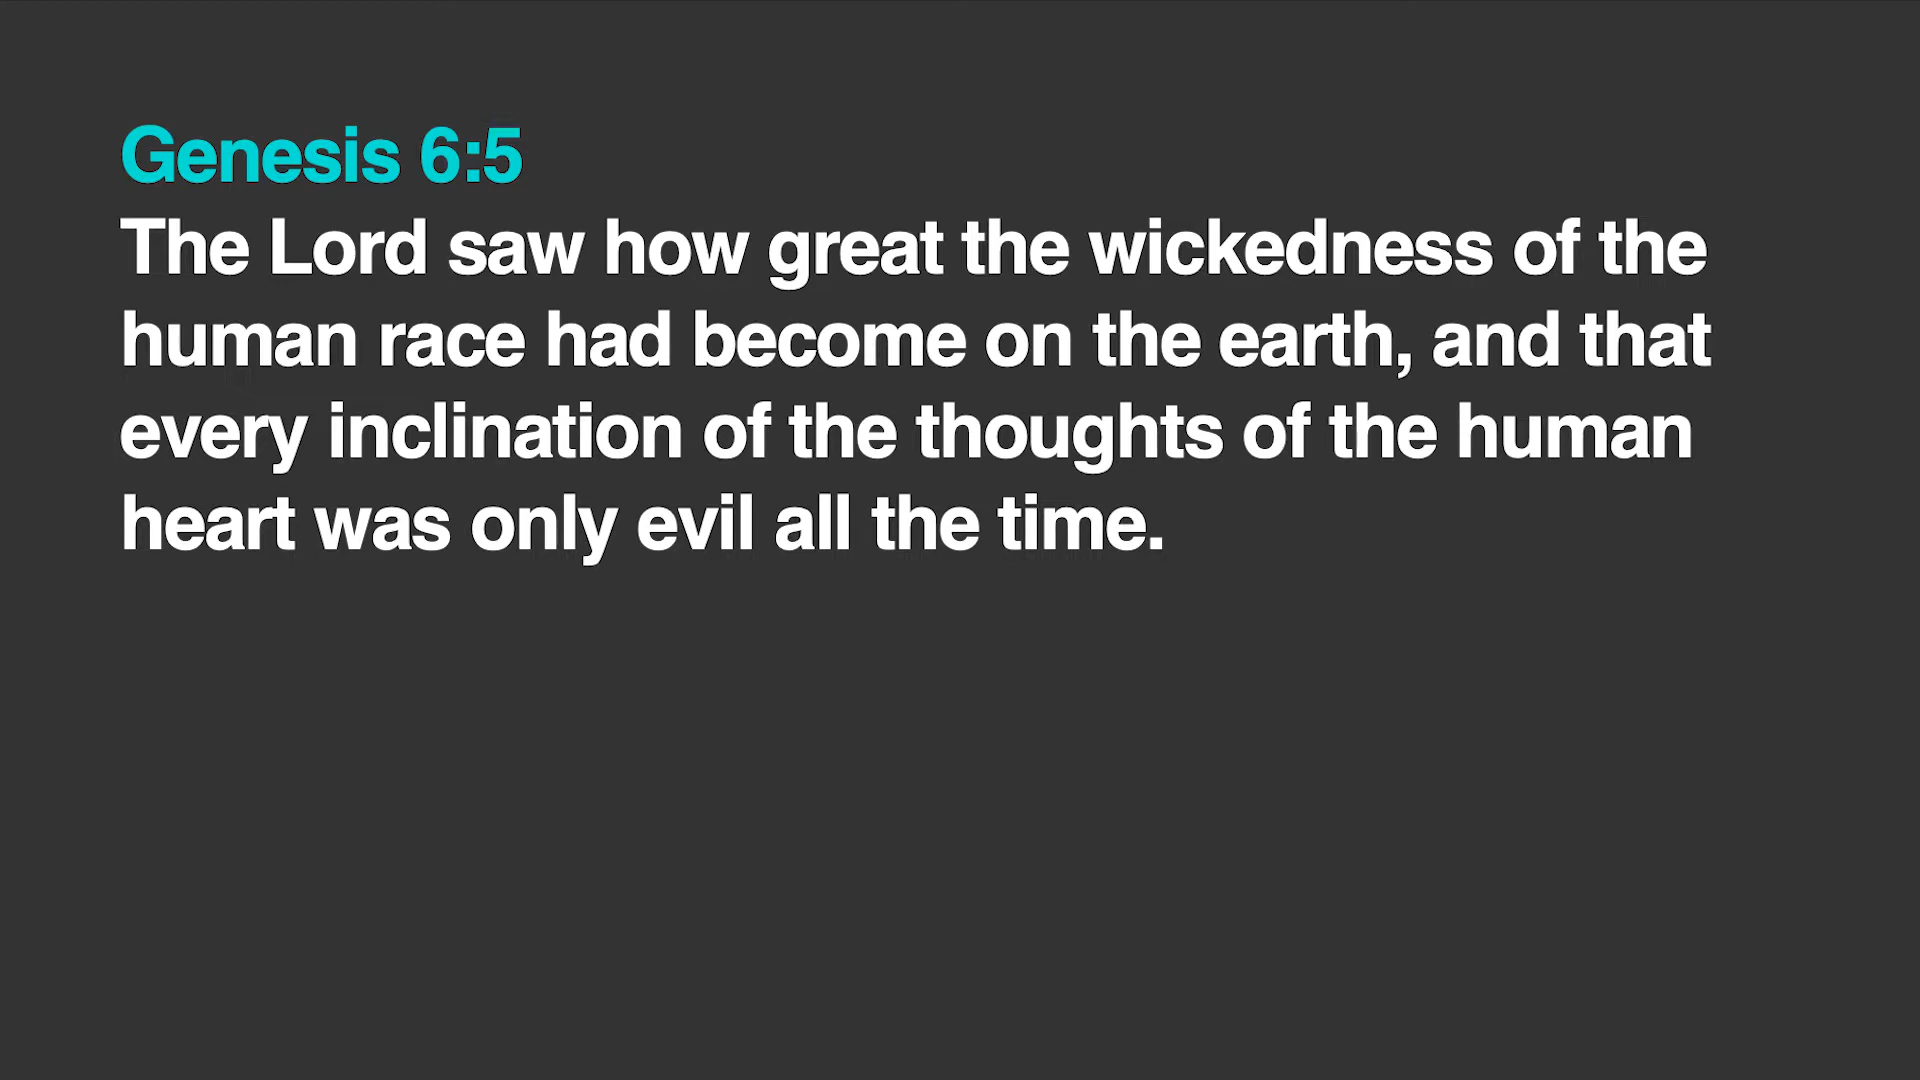 Genesis 6:5
The Lord saw how great the wickedness of the
human race had become on the earth, and that
every inclination of the thoughts of the human
heart was only evil all the time.